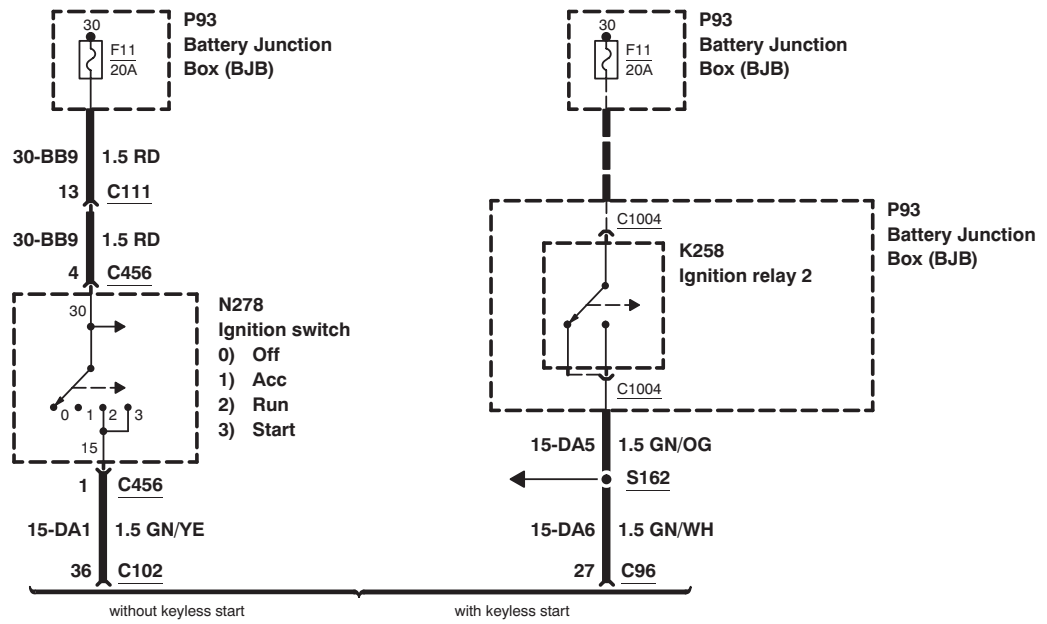 30
F11
20A
P93
Battery Junction
Box (BJB)
30-BB9 1.5 RD
13 C111
30-BB9 1.5 RD
4 C456
30
N278
Ignition switch
0) Off
1) Acc
2) Run
3) Start
0 1 2 3
15
1 C456
15-DA1 1.5 GN/YE
36 C102
without keyless start
30
F11
20A
P93
Battery Junction
Box (BJB)
C1004
P93
Battery Junction
Box (BJB)
K258
Ignition relay 2
C1004
15-DA5 1.5 GN/OG
S162
15-DA6 1.5 GN/WH
27 C96
with keyless start